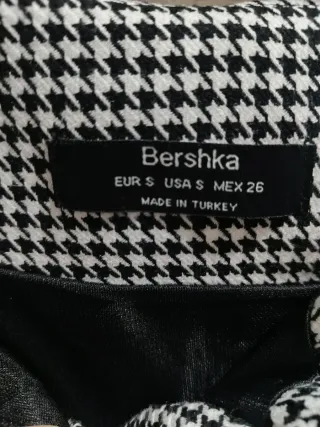 Bershka
EUR S USA S MEX 26
MADE IN TURKEY